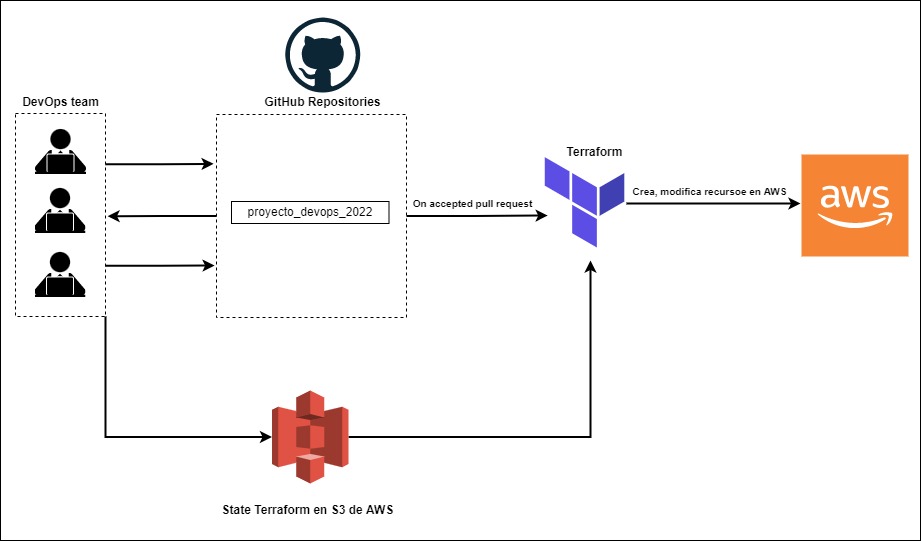 DevOps team
GitHub Repositories
proyecto_devops_2022
On accepted pull request
Terraform
Crea, modifica recursoe en AWS
aws
State Terraform en S3 de AWS